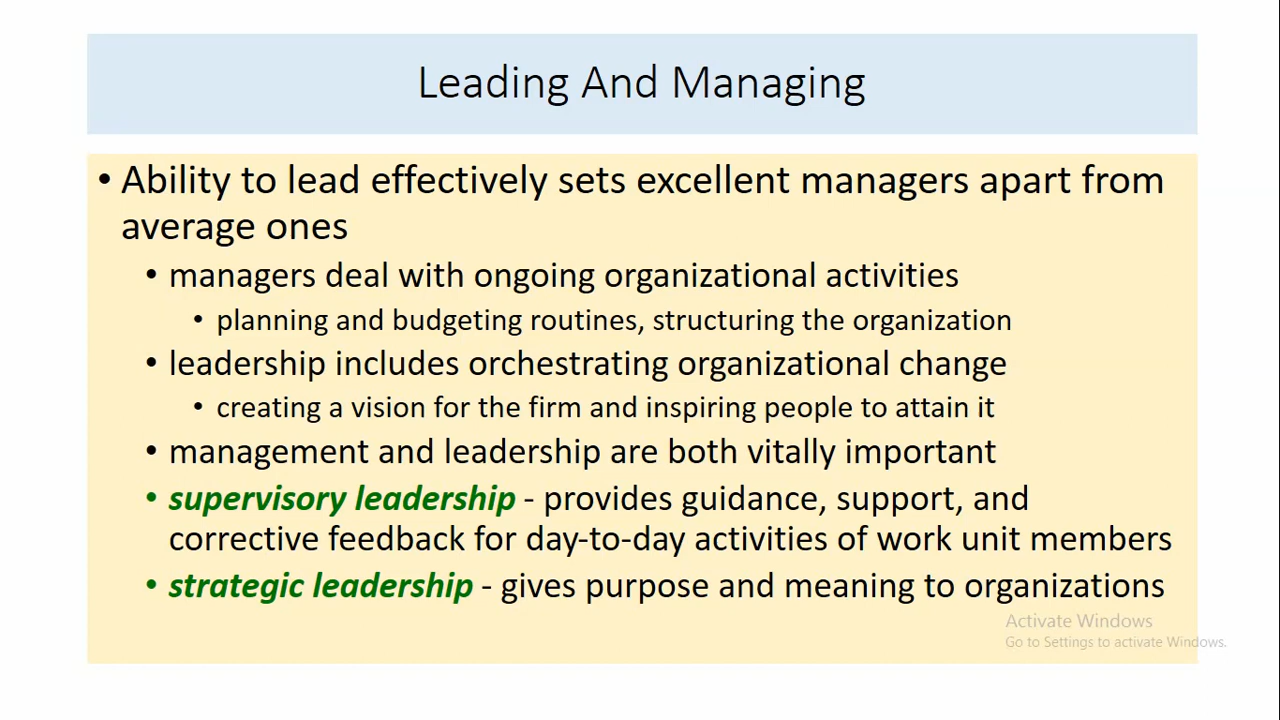 Leading And Managing
• Ability to lead effectively sets excellent managers apart from
average ones
• managers deal with ongoing organizational activities
• planning and budgeting routines, structuring the organization
• leadership includes orchestrating organizational change
• creating a vision for the firm and inspiring people to attain it
• management and leadership are both vitally important
• supervisory leadership - provides guidance, support, and
corrective feedback for day-to-day activities of work unit members
• strategic leadership - gives purpose and meaning to organizations
Activate Windows
Go to Settings to activate Windows.